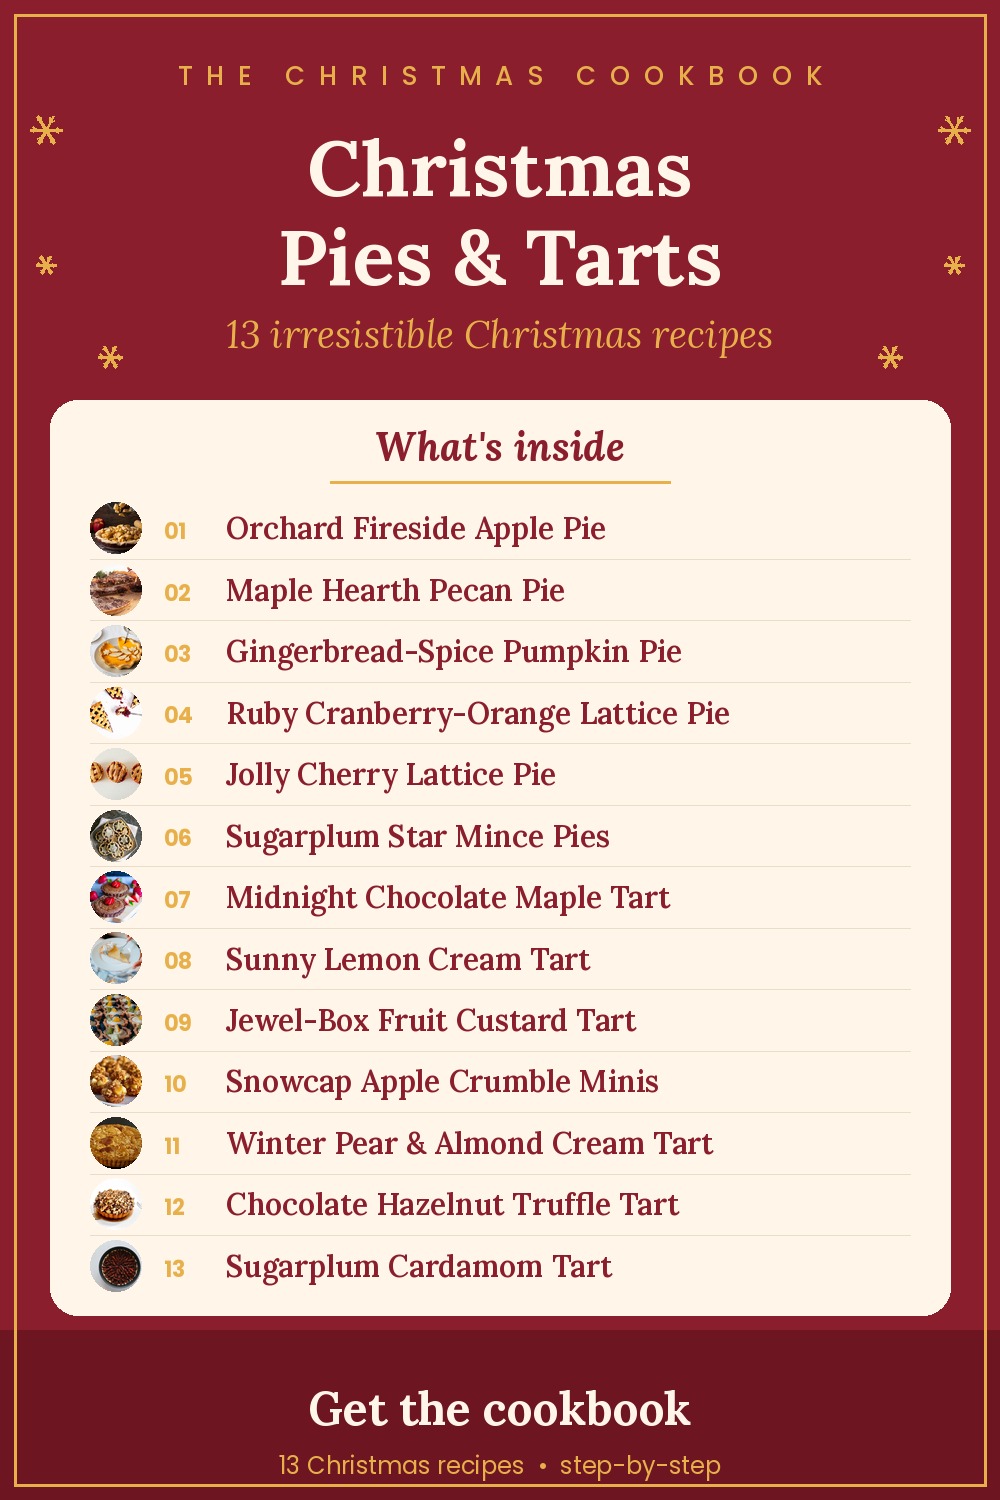 THE CHRISTMAS COOKBOOK
Christmas
Pies & Tarts
13 irresistible Christmas recipes
What's inside
01 Orchard Fireside Apple Pie
02 Maple Hearth Pecan Pie
03 Gingerbread-Spice Pumpkin Pie
04 Ruby Cranberry-Orange Lattice Pie
05 Jolly Cherry Lattice Pie
06 Sugarplum Star Mince Pies
07 Midnight Chocolate Maple Tart
08 Sunny Lemon Cream Tart
09 Jewel-Box Fruit Custard Tart
10 Snowcap Apple Crumble Minis
11 Winter Pear & Almond Cream Tart
12 Chocolate Hazelnut Truffle Tart
13 Sugarplum Cardamom Tart
Get the cookbook
13 Christmas recipes • step-by-step